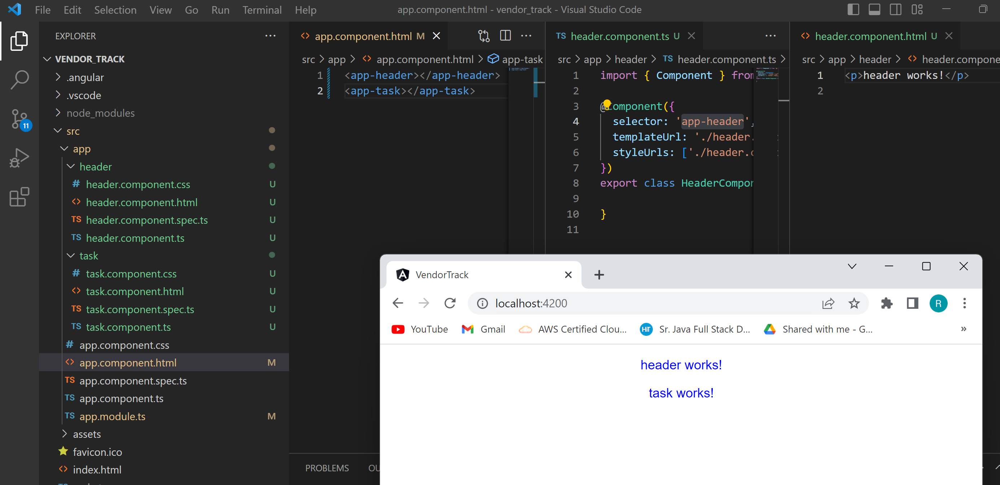 File Edit Selection View Go Run Terminal Help
app.component.html - vendor_track - Visual Studio Code
EXPLORER
VENDOR_TRACK
.angular
.vscode
node_modules
src
app
header
header.component.css U
header.component.html U
header.component.spec.ts U
header.component.ts U
task
task.component.css U
task.component.html U
task.component.spec.ts U
task.component.ts U
app.component.css
app.component.html M
app.component.spec.ts
app.component.ts
app.module.ts M
assets
favicon.ico
index.html
11
app.component.html M
src > app > app.component.html > app-task
1 <app-header></app-header>
2 <app-task></app-task>
TS header.component.ts U
src > app > header > TS header.component.ts >
1 import { Component } from
2
3 @Component({
4 selector: 'app-header',
5 templateUrl: './header.
6 styleUrls: ['./header.c
7 })
8 export class HeaderCompon
9
10 }
11
header.component.html U
src > app > header > header.compone
1 <p>header works!</p>
2
PROBLEMS OU
VendorTrack
localhost:4200
R
YouTube Gmail AWS Certified Clou... HIT Sr. Java Full Stack D... Shared with me - G... »
header works!
task works!